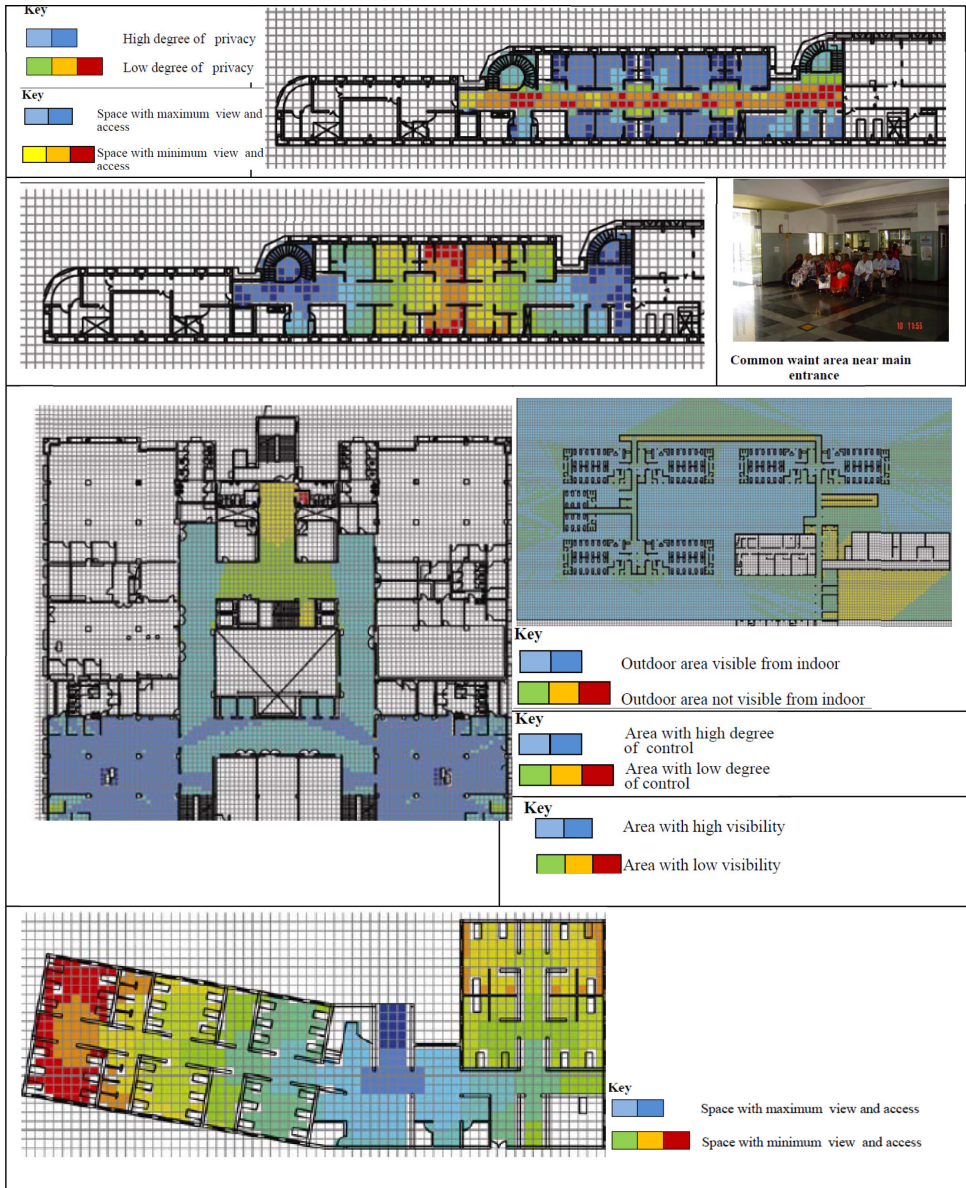 Key
High degree of privacy
Low degree of privacy
Key
Space with maximum view and
access
Space with minimum view and
access
10 11:55
Common waint area near main
entrance
Key
Outdoor area visible from indoor
Outdoor area not visible from indoor
Key
Area with high degree
of control
Area with low degree
of control
Key
Area with high visibility
Area with low visibility
Key
Space with maximum view and access
Space with minimum view and access